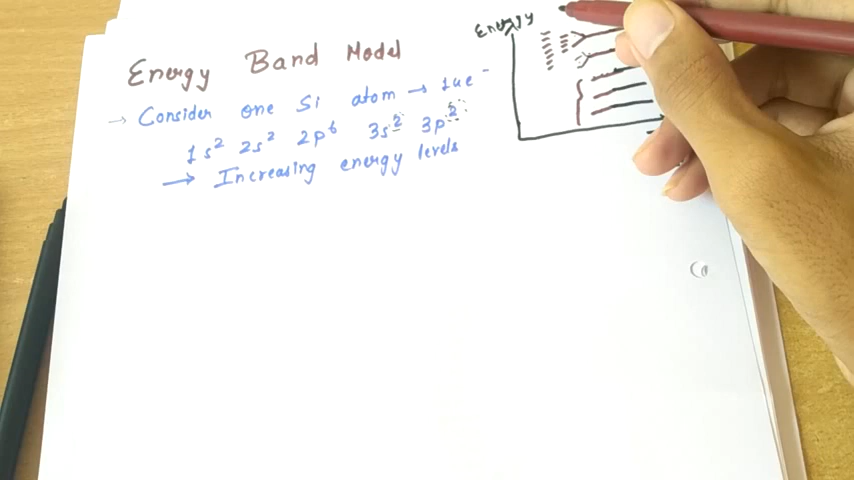 Energy Band Model
Energy
→ Consider one Si atom → 14e⁻
1s² 2s² 2p⁶ 3s² 3p²
→ Increasing energy levels